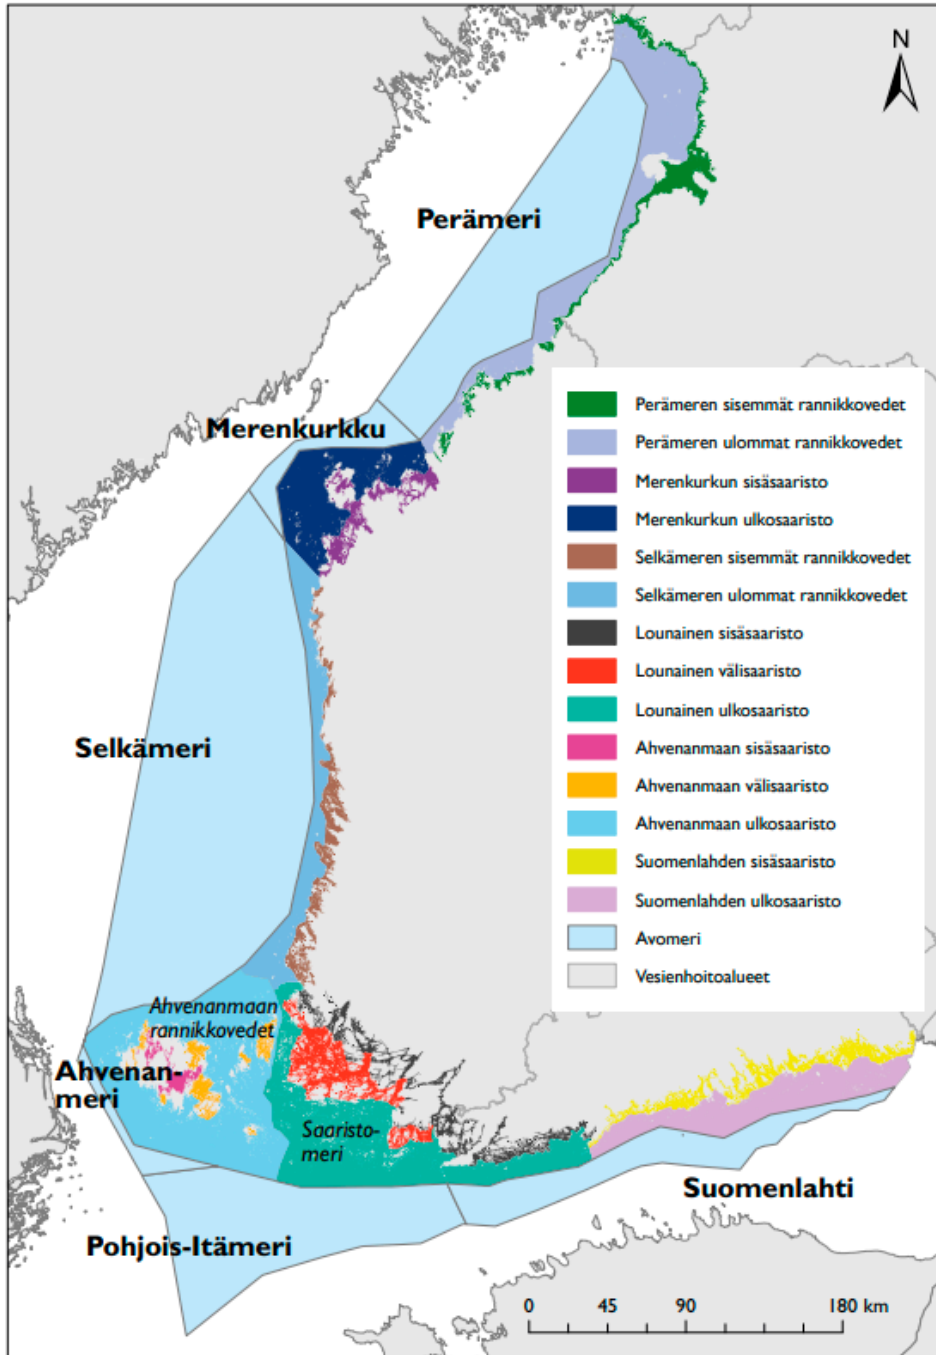 N
Perämeri
Merenkurkku
Selkämeri
Ahvenanmaan
rannikkovedet
Ahvenan-
meri
Saaristo-
meri
Suomenlahti
Pohjois-Itämeri
Perämeren sisemmät rannikkovedet
Perämeren ulommat rannikkovedet
Merenkurkun sisäsaaristo
Merenkurkun ulkosaaristo
Selkämeren sisemmät rannikkovedet
Selkämeren ulommat rannikkovedet
Lounainen sisäsaaristo
Lounainen välisaaristo
Lounainen ulkosaaristo
Ahvenanmaan sisäsaaristo
Ahvenanmaan välisaaristo
Ahvenanmaan ulkosaaristo
Suomenlahden sisäsaaristo
Suomenlahden ulkosaaristo
Avomeri
Vesienhoitoalueet
0 45 90 180 km